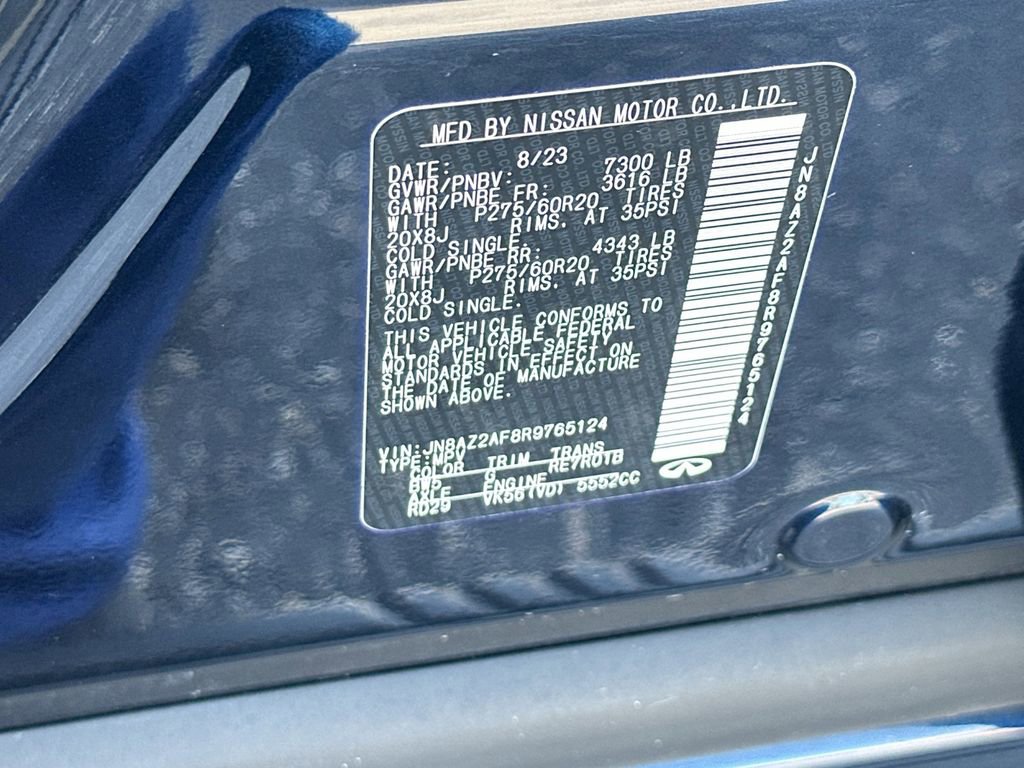 MFD BY NISSAN MOTOR CO.,LTD.
DATE: 8/23
GVWR/PNBV: 7300 LB
GAWR/PNBE FR: 3616 LB
WITH P275/60R20 TIRES
20X8J RIMS. AT 35PSI
COLD SINGLE.
GAWR/PNBE RR: 4343 LB
WITH P275/60R20 TIRES
20X8J RIMS. AT 35PSI
COLD SINGLE.
THIS VEHICLE CONFORMS TO
ALL APPLICABLE FEDERAL
MOTOR VEHICLE SAFETY
STANDARDS IN EFFECT ON
THE DATE OF MANUFACTURE
SHOWN ABOVE.
VIN:JN8AZ2AF8R9765124
TYPE:MPV
COLOR TRIM TRANS
BW5 G RE7R01B
AXLE ENGINE
RD29 VK56(VD) 5552CC
JN8AZ2AF8R9765124